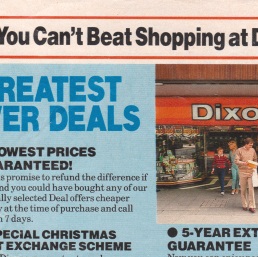 You Can't Beat Shopping at D
REATEST
ER DEALS
OWEST PRICES
ARANTEED!
s promise to refund the difference if
nd you could have bought any of our
ally selected Deal offers cheaper
y at the time of purchase and call
n 7 days.
PECIAL CHRISTMAS
T EXCHANGE SCHEME
Dixo
● 5-YEAR EXT
GUARANTEE